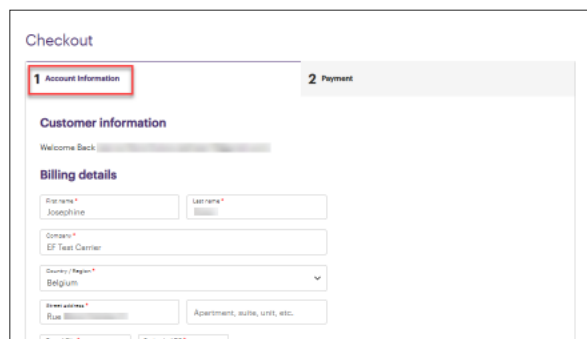 Checkout
1 Account Information
2 Payment
Customer information
Welcome Back
Billing details
First name *
Josephine
Last name *
Company *
EF Test Carrier
Country / Region *
Belgium
Street address *
Rue
Apartment, suite, unit, etc.